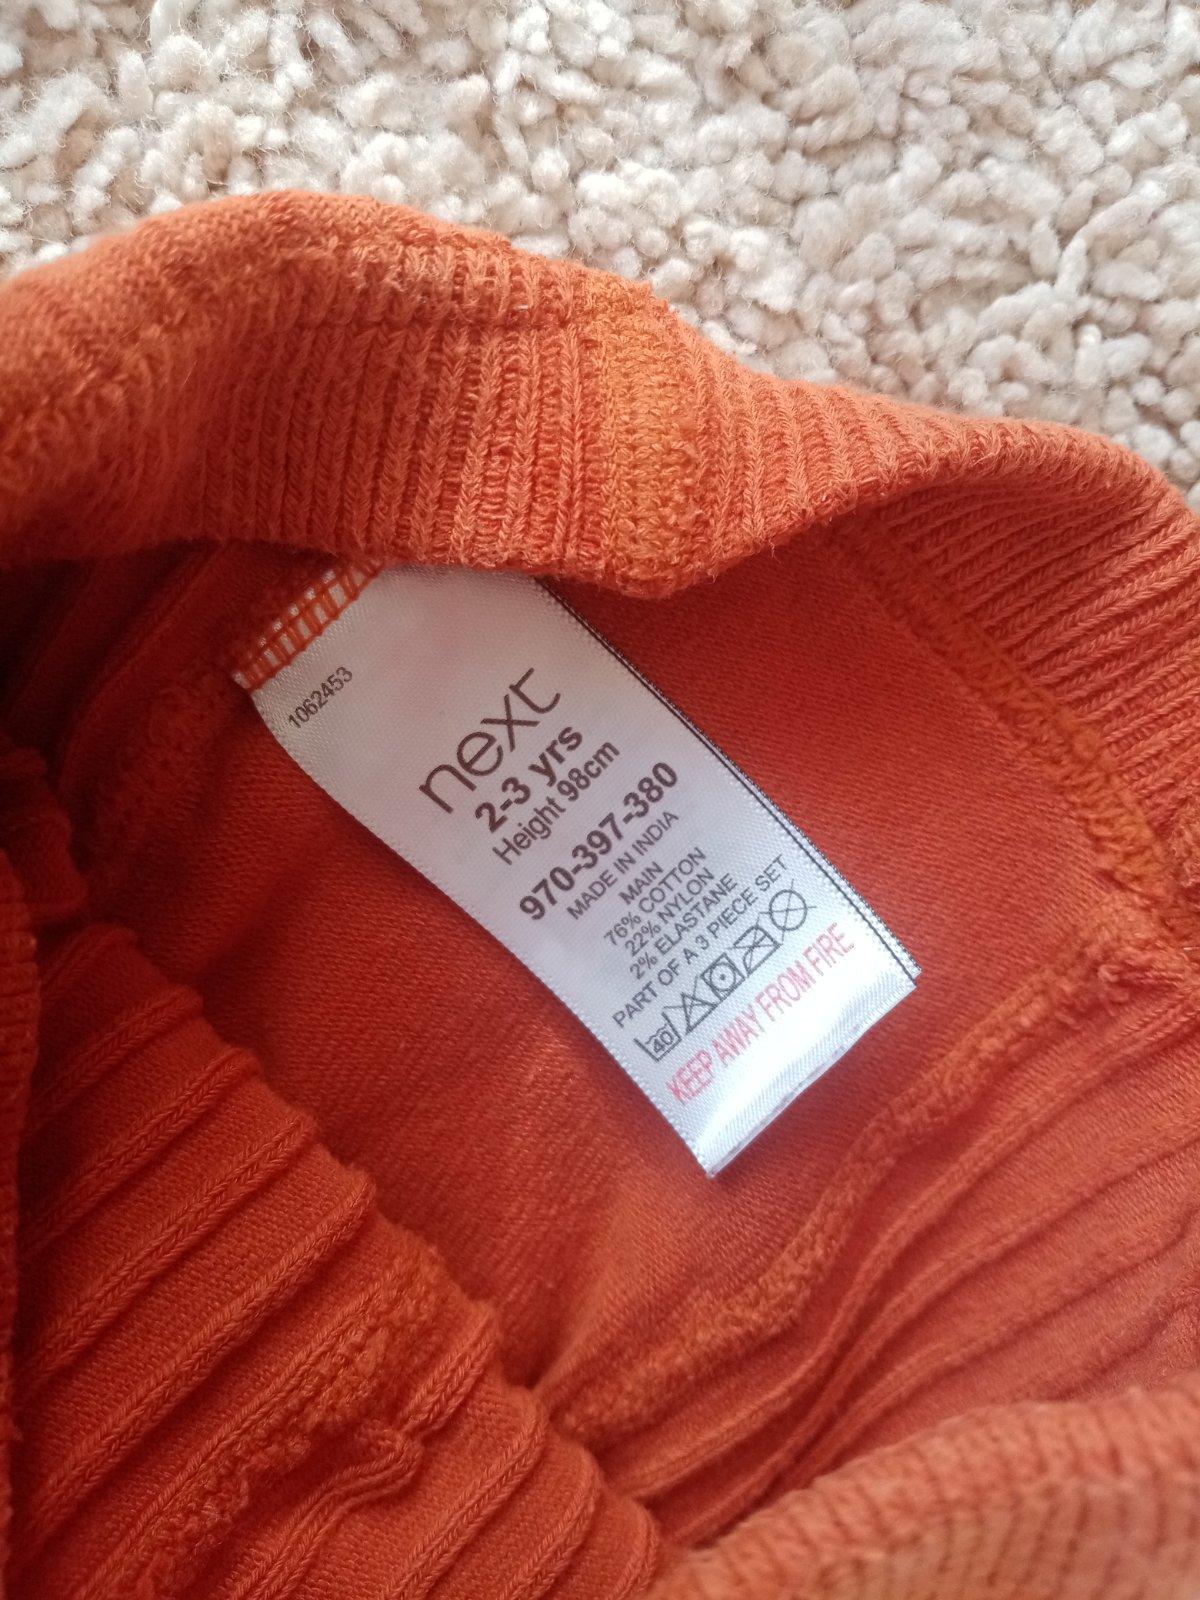 1062453
next
2-3 yrs
Height 98cm
970-397-380
MADE IN INDIA
MAIN
76% COTTON
22% NYLON
2% ELASTANE
PART OF A 3 PIECE SET
40
KEEP AWAY FROM FIRE